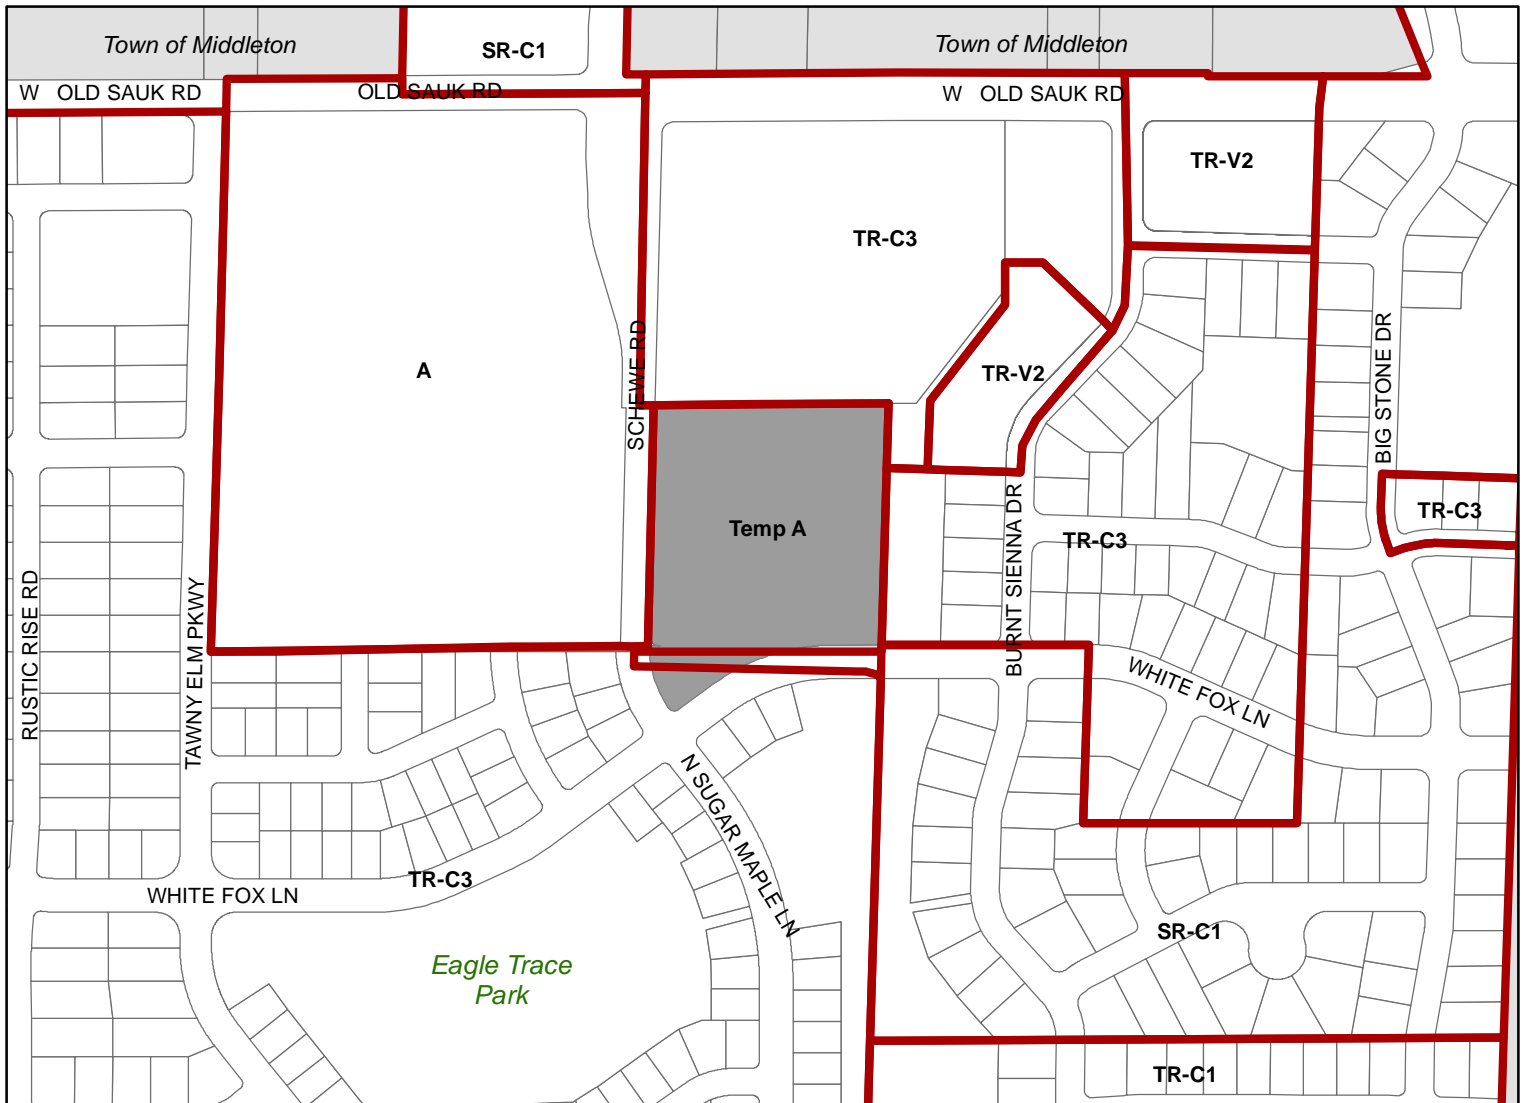 Town of Middleton
SR-C1
Town of Middleton
W OLD SAUK RD
OLD SAUK RD
W OLD SAUK RD
TR-V2
TR-C3
A
SCHEWE RD
TR-V2
BIG STONE DR
Temp A
TR-C3
TR-C3
BURNT SIENNA DR
RUSTIC RISE RD
TAWNY ELM PKWY
WHITE FOX LN
N SUGAR MAPLE LN
TR-C3
WHITE FOX LN
SR-C1
Eagle Trace
Park
TR-C1